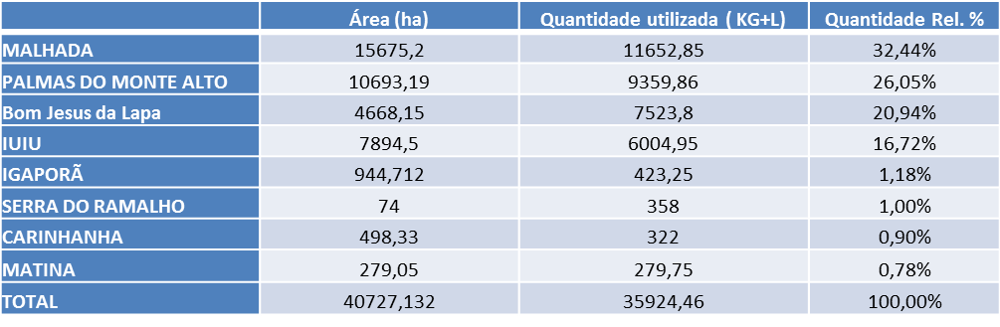 Área (ha) Quantidade utilizada ( KG+L) Quantidade Rel. %
MALHADA 15675,2 11652,85 32,44%
PALMAS DO MONTE ALTO 10693,19 9359,86 26,05%
Bom Jesus da Lapa 4668,15 7523,8 20,94%
IUIU 7894,5 6004,95 16,72%
IGAPORÃ 944,712 423,25 1,18%
SERRA DO RAMALHO 74 358 1,00%
CARINHANHA 498,33 322 0,90%
MATINA 279,05 279,75 0,78%
TOTAL 40727,132 35924,46 100,00%